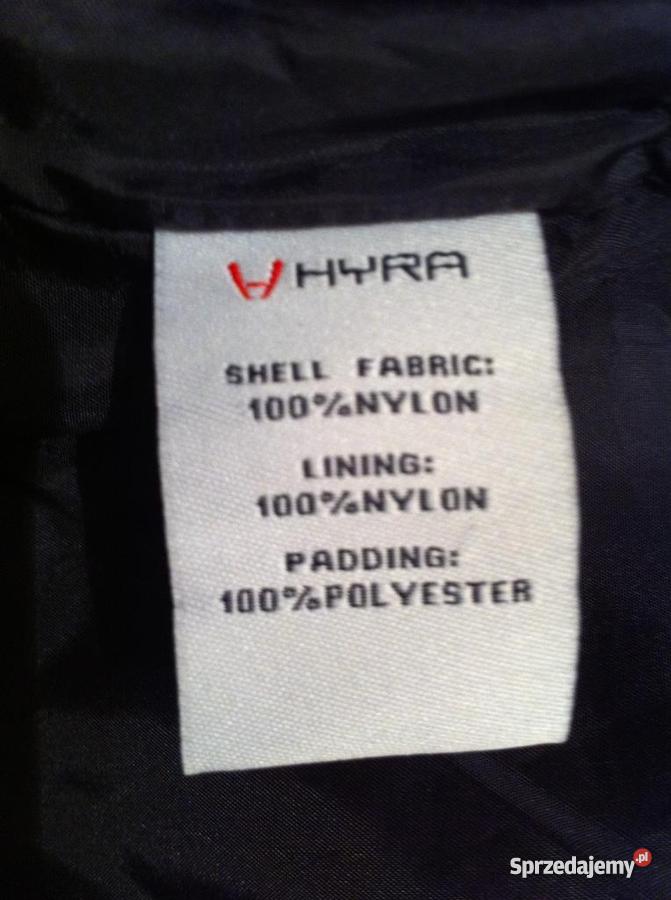 HYRA
SHELL FABRIC:
100%NYLON
LINING:
100%NYLON
PADDING:
100%POLYESTER
Sprzedajemy.pl